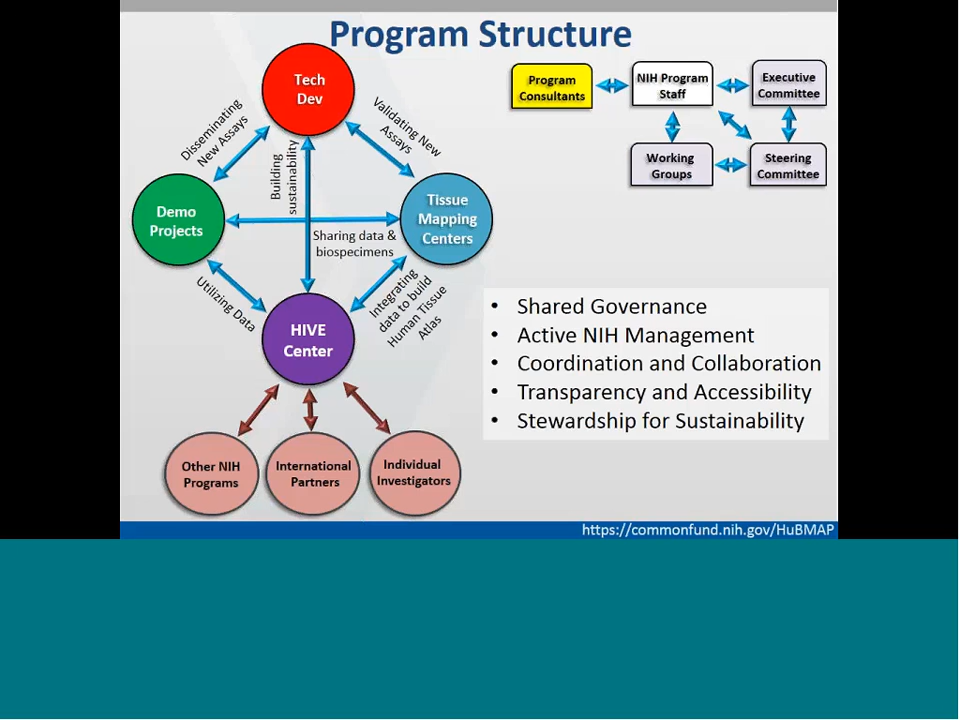 Program Structure
Tech
Dev
Program
Consultants
NIH Program
Staff
Executive
Committee
Working
Groups
Steering
Committee
Disseminating
New Assays
Validating New
Assays
Building
sustainability
Demo
Projects
Tissue
Mapping
Centers
Sharing data &
biospecimens
Utilizing Data
Integrating
data to build
Human Tissue
Atlas
HIVE
Center
Other NIH
Programs
International
Partners
Individual
Investigators
• Shared Governance
• Active NIH Management
• Coordination and Collaboration
• Transparency and Accessibility
• Stewardship for Sustainability
https://commonfund.nih.gov/HuBMAP